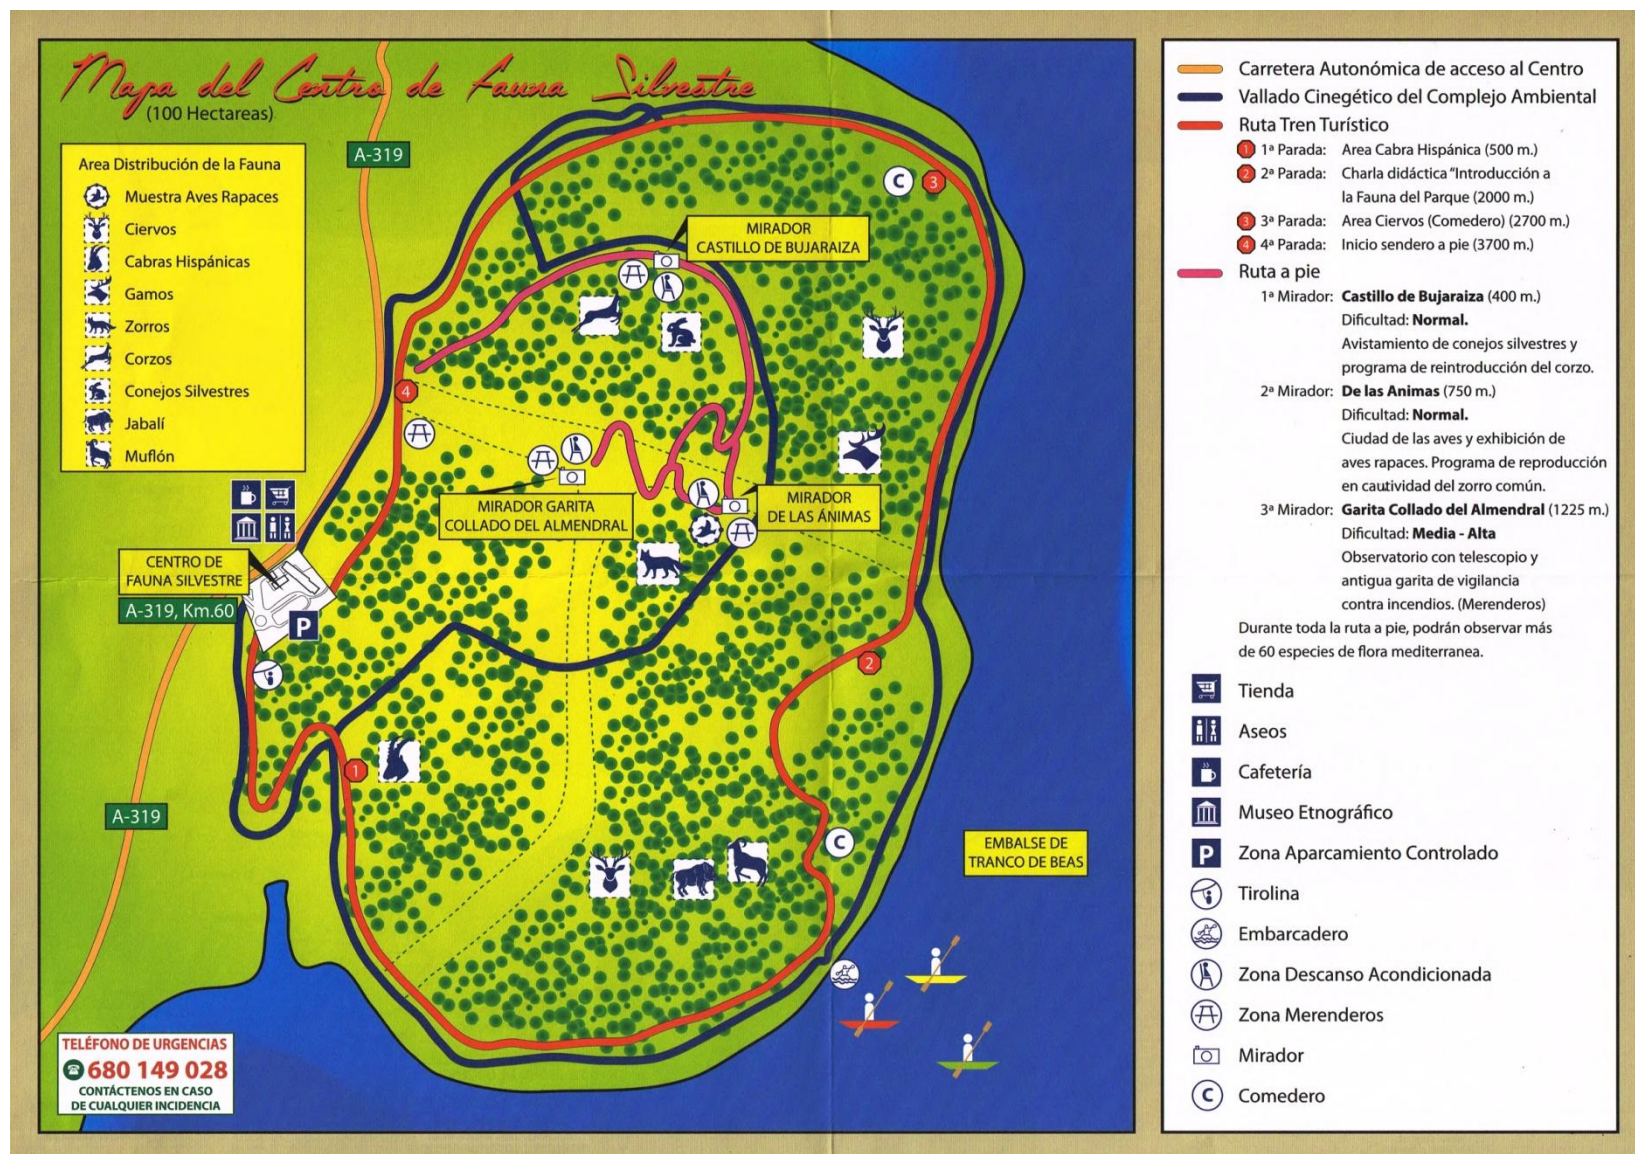 Mapa del Centro de Fauna Silvestre
(100 Hectareas)
Area Distribución de la Fauna
Muestra Aves Rapaces
Ciervos
Cabras Hispánicas
Gamos
Zorros
Corzos
Conejos Silvestres
Jabalí
Muflón
A-319
MIRADOR
CASTILLO DE BUJARAIZA
C
3
4
MIRADOR GARITA
COLLADO DEL ALMENDRAL
MIRADOR
DE LAS ÁNIMAS
CENTRO DE
FAUNA SILVESTRE
A-319, Km.60
P
2
1
A-319
C
EMBALSE DE
TRANCO DE BEAS
TELÉFONO DE URGENCIAS
680 149 028
CONTÁCTENOS EN CASO
DE CUALQUIER INCIDENCIA
Carretera Autonómica de acceso al Centro
Vallado Cinegético del Complejo Ambiental
Ruta Tren Turístico
1 1ª Parada: Area Cabra Hispánica (500 m.)
2 2ª Parada: Charla didáctica "Introducción a
la Fauna del Parque (2000 m.)
3 3ª Parada: Area Ciervos (Comedero) (2700 m.)
4 4ª Parada: Inicio sendero a pie (3700 m.)
Ruta a pie
1ª Mirador: Castillo de Bujaraiza (400 m.)
Dificultad: Normal.
Avistamiento de conejos silvestres y
programa de reintroducción del corzo.
2ª Mirador: De las Animas (750 m.)
Dificultad: Normal.
Ciudad de las aves y exhibición de
aves rapaces. Programa de reproducción
en cautividad del zorro común.
3ª Mirador: Garita Collado del Almendral (1225 m.)
Dificultad: Media - Alta
Observatorio con telescopio y
antigua garita de vigilancia
contra incendios. (Merenderos)
Durante toda la ruta a pie, podrán observar más
de 60 especies de flora mediterranea.
Tienda
Aseos
Cafetería
Museo Etnográfico
P Zona Aparcamiento Controlado
Tirolina
Embarcadero
Zona Descanso Acondicionada
Zona Merenderos
Mirador
C Comedero